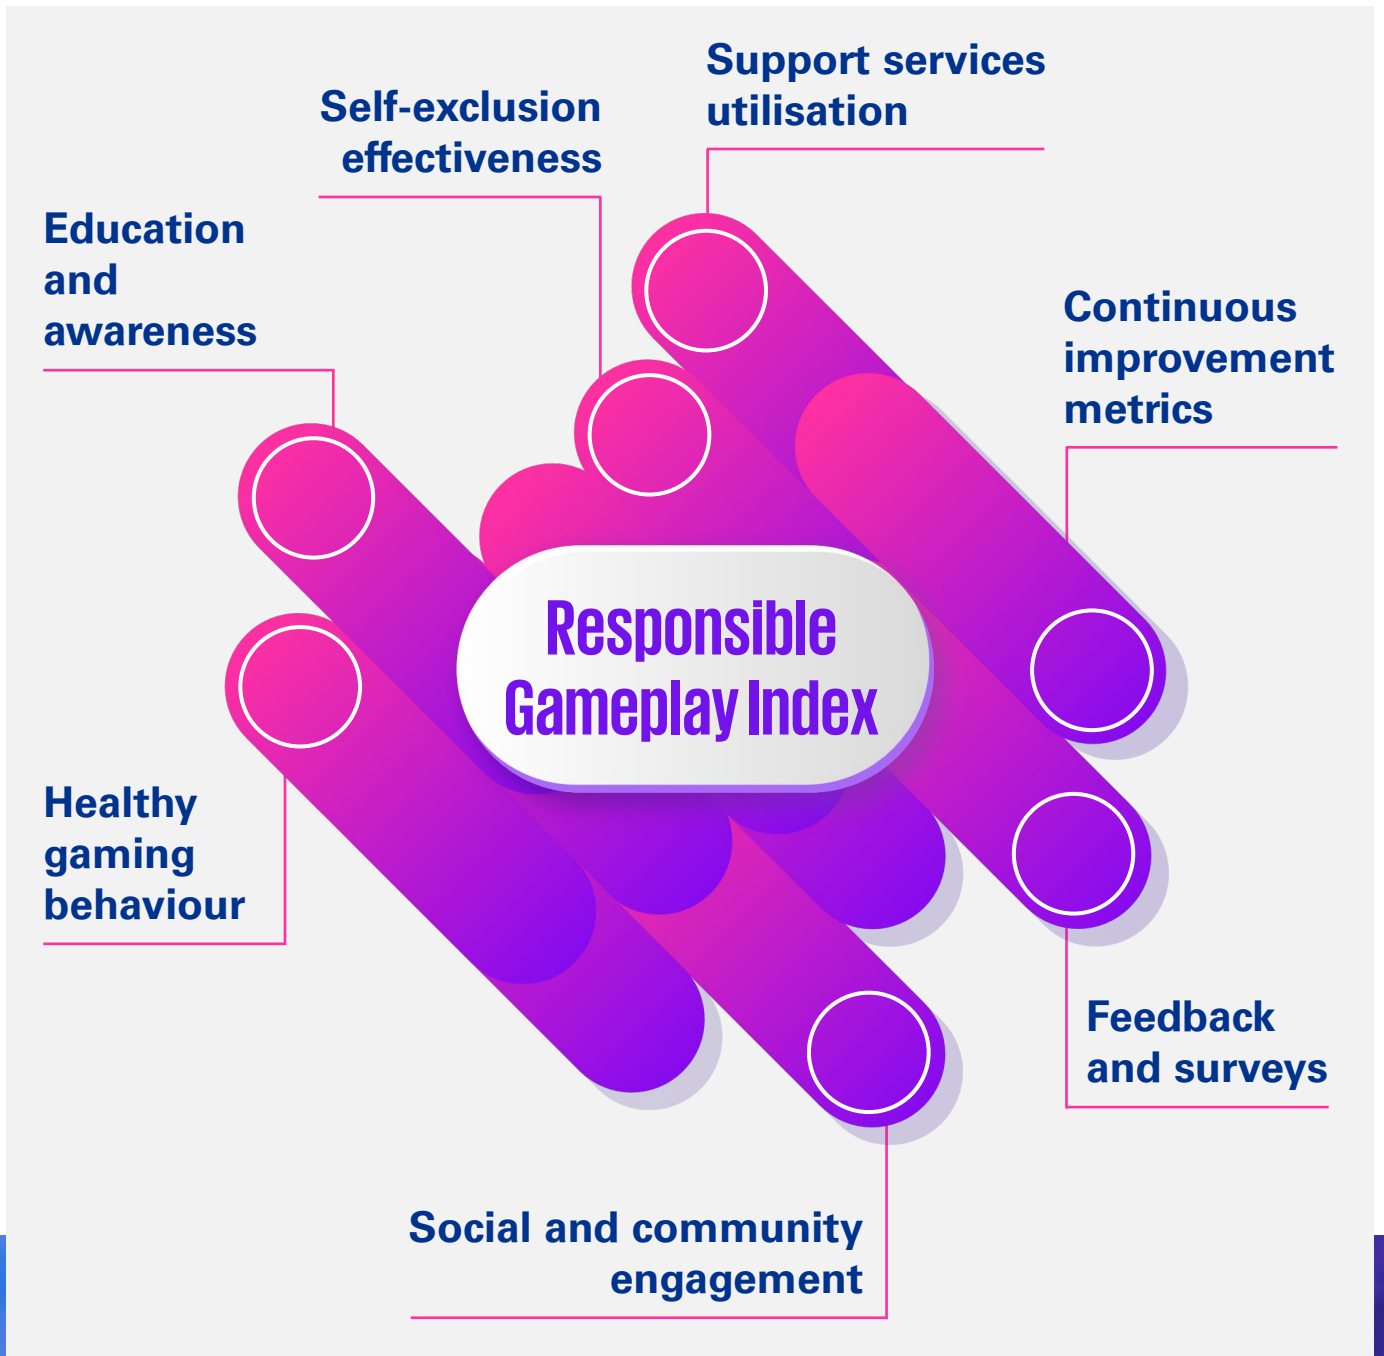 Support services
utilisation
Self-exclusion
effectiveness
Education
and
awareness
Continuous
improvement
metrics
Responsible
Gameplay Index
Healthy
gaming
behaviour
Feedback
and surveys
Social and community
engagement